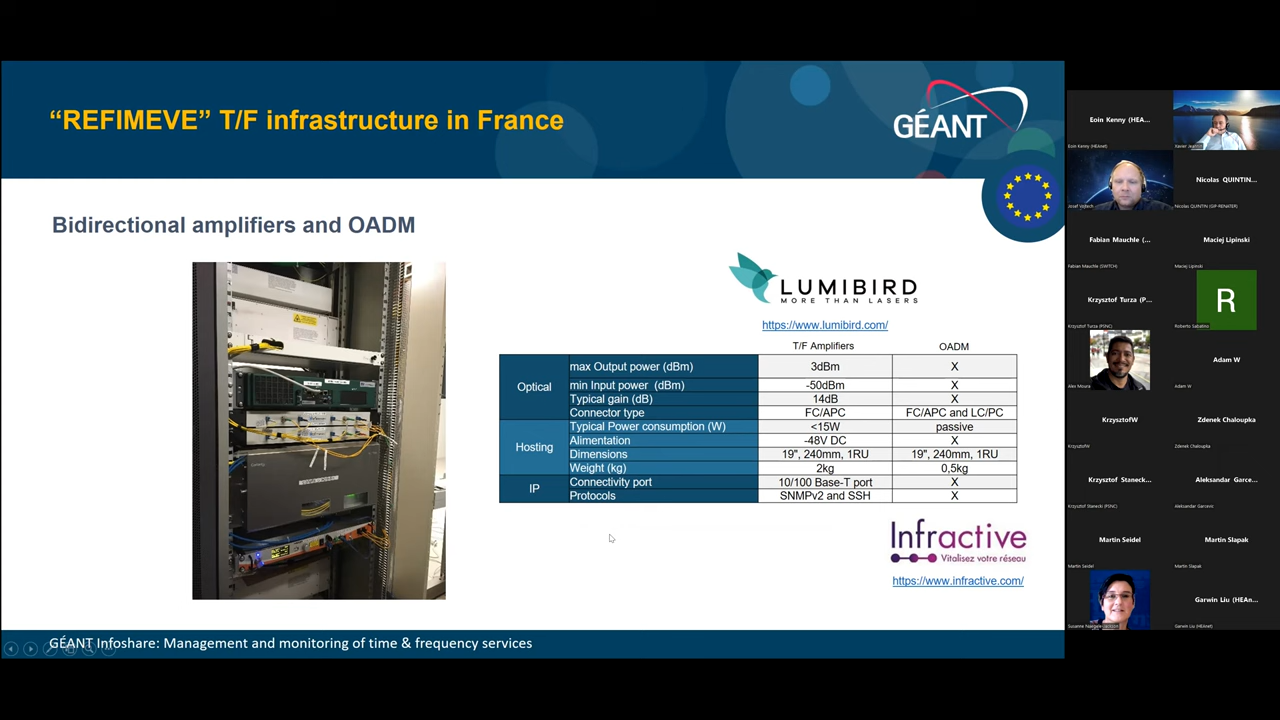 “REFIMEVE” T/F infrastructure in France
GÉANT
Bidirectional amplifiers and OADM
LUMIBIRD
MORE THAN LASERS
https://www.lumibird.com/
T/F Amplifiers OADM
Optical
max Output power (dBm) 3dBm X
min Input power (dBm) -50dBm X
Typical gain (dB) 14dB X
Connector type FC/APC FC/APC and LC/PC
Hosting
Typical Power consumption (W) <15W passive
Alimentation -48V DC X
Dimensions 19", 240mm, 1RU 19", 240mm, 1RU
Weight (kg) 2kg 0,5kg
IP
Connectivity port 10/100 Base-T port X
Protocols SNMPv2 and SSH X
Infractive
Vitalisez votre réseau
https://www.infractive.com/
GÉANT Infoshare: Management and monitoring of time & frequency services
Eoin Kenny (HEA...
Eoin Kenny (HEAnet)
Xavier Jeannin
Josef Vojtech
Nicolas QUINTIN...
Nicolas QUINTIN (GIP-RENATER)
Fabian Mauchle (...
Fabian Mauchle (SWITCH)
Maciej Lipinski
Maciej Lipinski
Krzysztof Turza (P...
Krzysztof Turza (PSNC)
R
Roberto Sabatino
Alex Moura
Adam W
Adam W
KrzysztofW
KrzysztofW
Zdenek Chaloupka
Zdenek Chaloupka
Krzysztof Staneck...
Krzysztof Stanecki (PSNC)
Aleksandar Garce...
Aleksandar Garcevic
Martin Seidel
Martin Seidel
Martin Slapak
Martin Slapak
Susanne Naegele-Jackson
Garwin Liu (HEAn...
Garwin Liu (HEAnet)